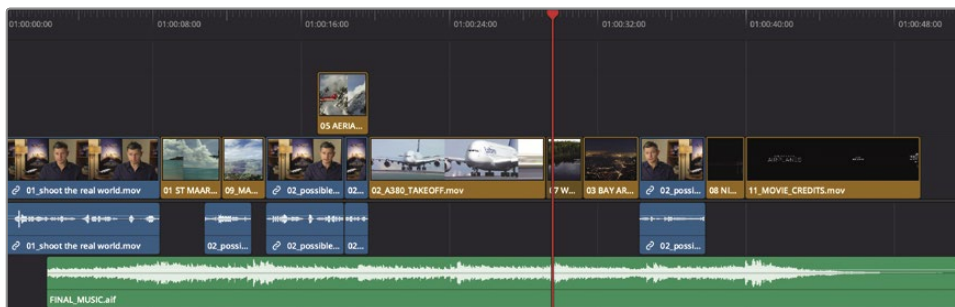 01:00:00:00 01:00:08:00 01:00:16:00 01:00:24:00 01:00:32:00 01:00:40:00 01:00:48:00
05 AERIA...
01_shoot the real world.mov 01 ST MAAR... 09_MA... 02_possible... 02... 02_A380_TAKEOFF.mov 07 W... 03 BAY AR... 02_possi... 08 NI... 11_MOVIE_CREDITS.mov
01_shoot the real world.mov 02_possi... 02_possible... 02... 02_possi...
FINAL_MUSIC.aif